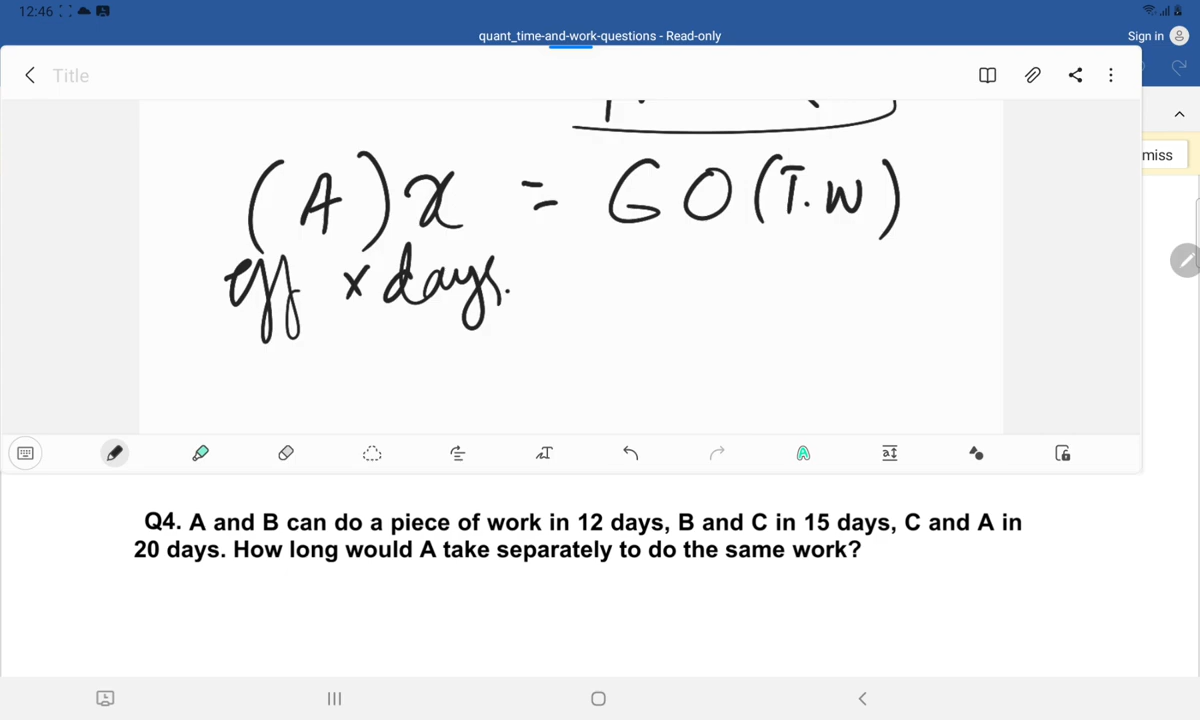 12:46
quant_time-and-work-questions - Read-only
Sign in
Title
miss
(A)x = 60 (T.W)
eff x days.
Q4. A and B can do a piece of work in 12 days, B and C in 15 days, C and A in
20 days. How long would A take separately to do the same work?